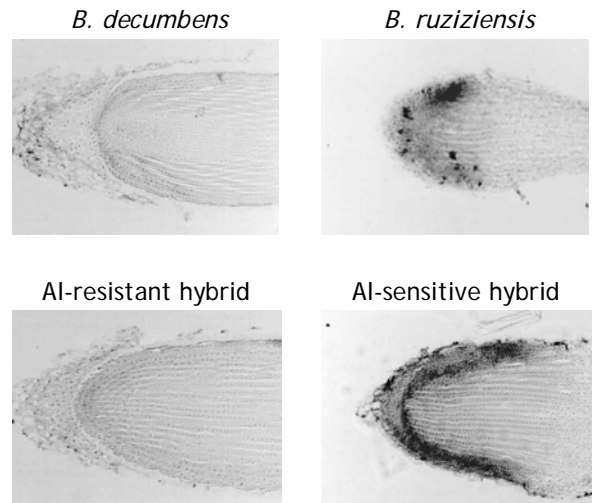 B. decumbens
B. ruziziensis
Al-resistant hybrid
Al-sensitive hybrid